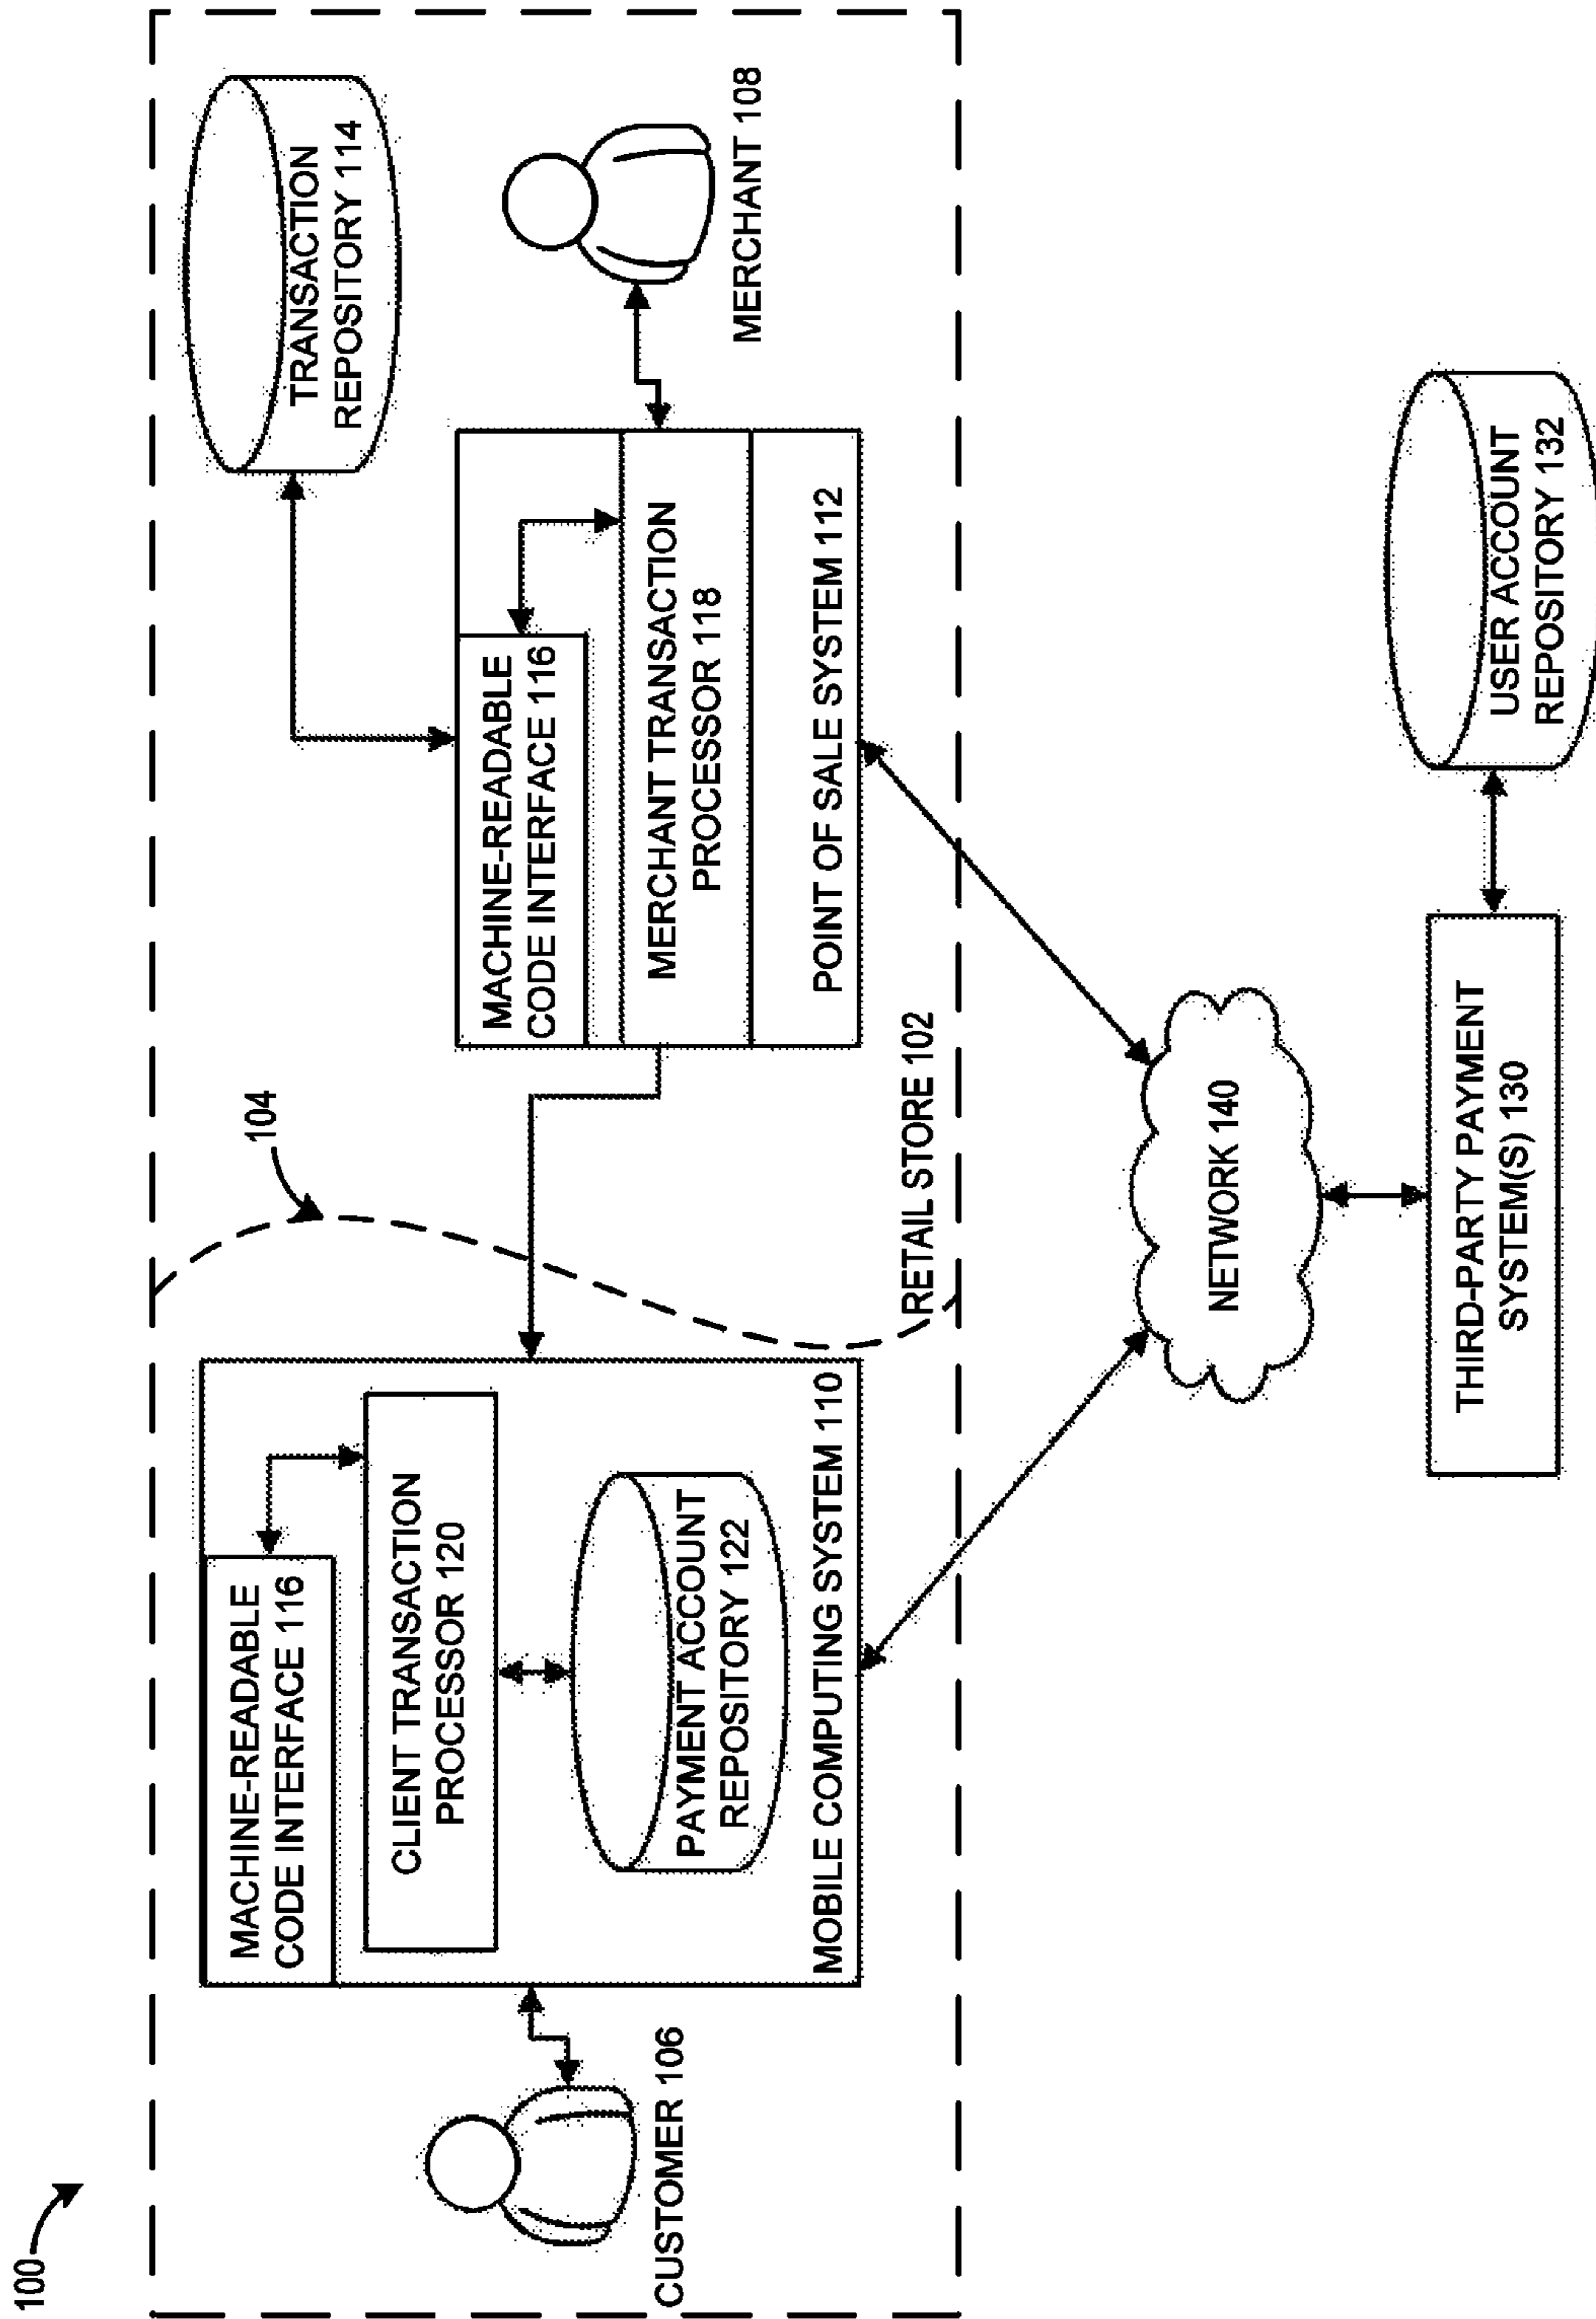 100
104
TRANSACTION
REPOSITORY 114
MACHINE-READABLE
CODE INTERFACE 116
CLIENT TRANSACTION
PROCESSOR 120
PAYMENT ACCOUNT
REPOSITORY 122
MOBILE COMPUTING SYSTEM 110
CUSTOMER 106
MACHINE-READABLE
CODE INTERFACE 116
MERCHANT TRANSACTION
PROCESSOR 118
POINT OF SALE SYSTEM 112
MERCHANT 108
RETAIL STORE 102
NETWORK 140
THIRD-PARTY PAYMENT
SYSTEM(S) 130
USER ACCOUNT
REPOSITORY 132